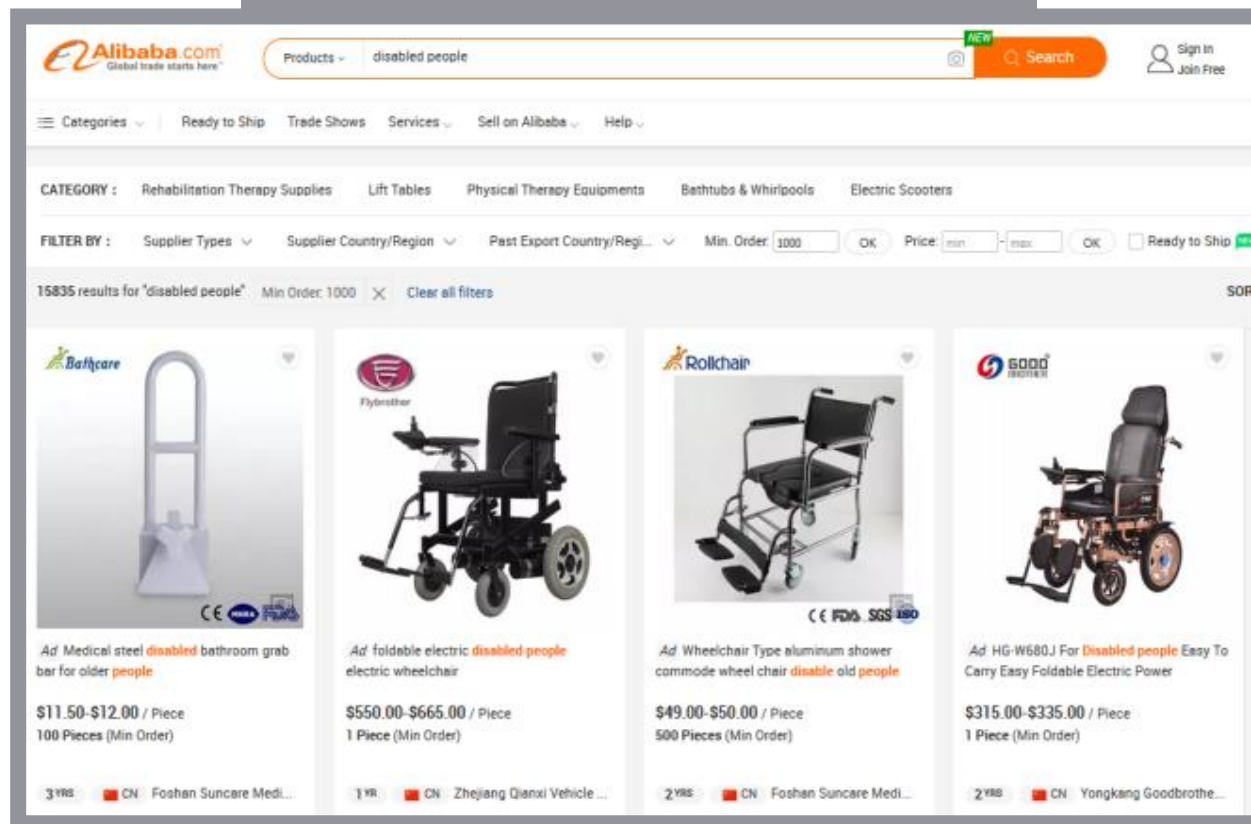 Alibaba.com
Global trade starts here™
Products
disabled people
NEW
Search
Sign In
Join Free
Categories
Ready to Ship
Trade Shows
Services
Sell on Alibaba
Help
CATEGORY :
Rehabilitation Therapy Supplies
Lift Tables
Physical Therapy Equipments
Bathtubs & Whirlpools
Electric Scooters
FILTER BY :
Supplier Types
Supplier Country/Region
Past Export Country/Regi...
Min. Order:
1000
OK
Price:
min
-
max
OK
Ready to Ship
15835 results for "disabled people"
Min Order: 1000
Clear all filters
SOR
Bathcare
CE
FDA
Ad Medical steel disabled bathroom grab
bar for older people
$11.50-$12.00 / Piece
100 Pieces (Min Order)
3 YRS
CN
Foshan Suncare Medi...
Flybrother
Ad foldable electric disabled people
electric wheelchair
$550.00-$665.00 / Piece
1 Piece (Min Order)
1 YR
CN
Zhejiang Qianxi Vehicle ...
Rollchair
CE FDA SGS ISO
Ad Wheelchair Type aluminum shower
commode wheel chair disable old people
$49.00-$50.00 / Piece
500 Pieces (Min Order)
2 YRS
CN
Foshan Suncare Medi...
GOOD
Ad HG-W680J For Disabled people Easy To
Carry Easy Foldable Electric Power
$315.00-$335.00 / Piece
1 Piece (Min Order)
2 YRS
CN
Yongkang Goodbrothe...